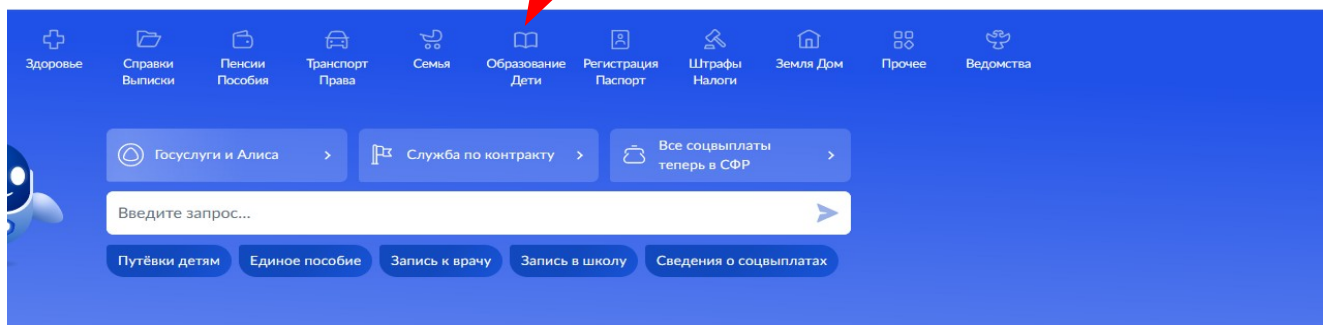 Здоровье
Справки
Выписки
Пенсии
Пособия
Транспорт
Права
Семья
Образование
Дети
Регистрация
Паспорт
Штрафы
Налоги
Земля Дом
Прочее
Ведомства
Госуслуги и Алиса
Служба по контракту
Все соцвыплаты
теперь в СФР
Введите запрос...
Путёвки детям
Единое пособие
Запись к врачу
Запись в школу
Сведения о соцвыплатах